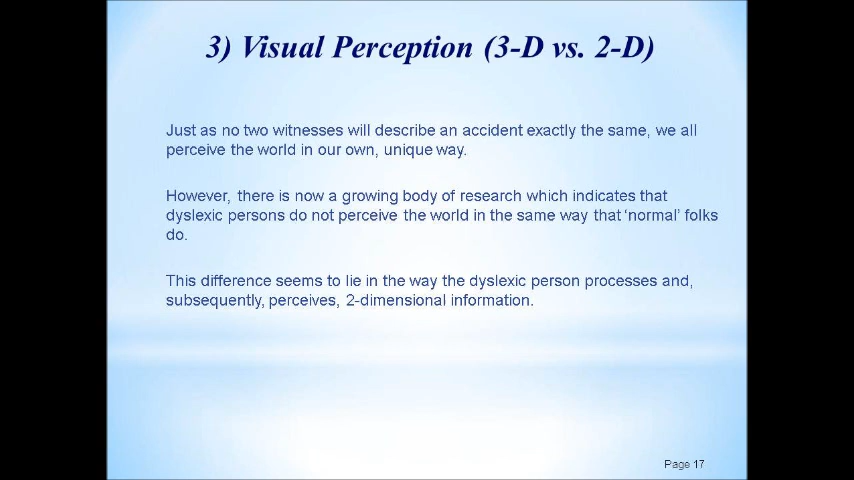 3) Visual Perception (3-D vs. 2-D)
Just as no two witnesses will describe an accident exactly the same, we all
perceive the world in our own, unique way.
However, there is now a growing body of research which indicates that
dyslexic persons do not perceive the world in the same way that ‘normal’ folks
do.
This difference seems to lie in the way the dyslexic person processes and,
subsequently, perceives, 2-dimensional information.
Page 17